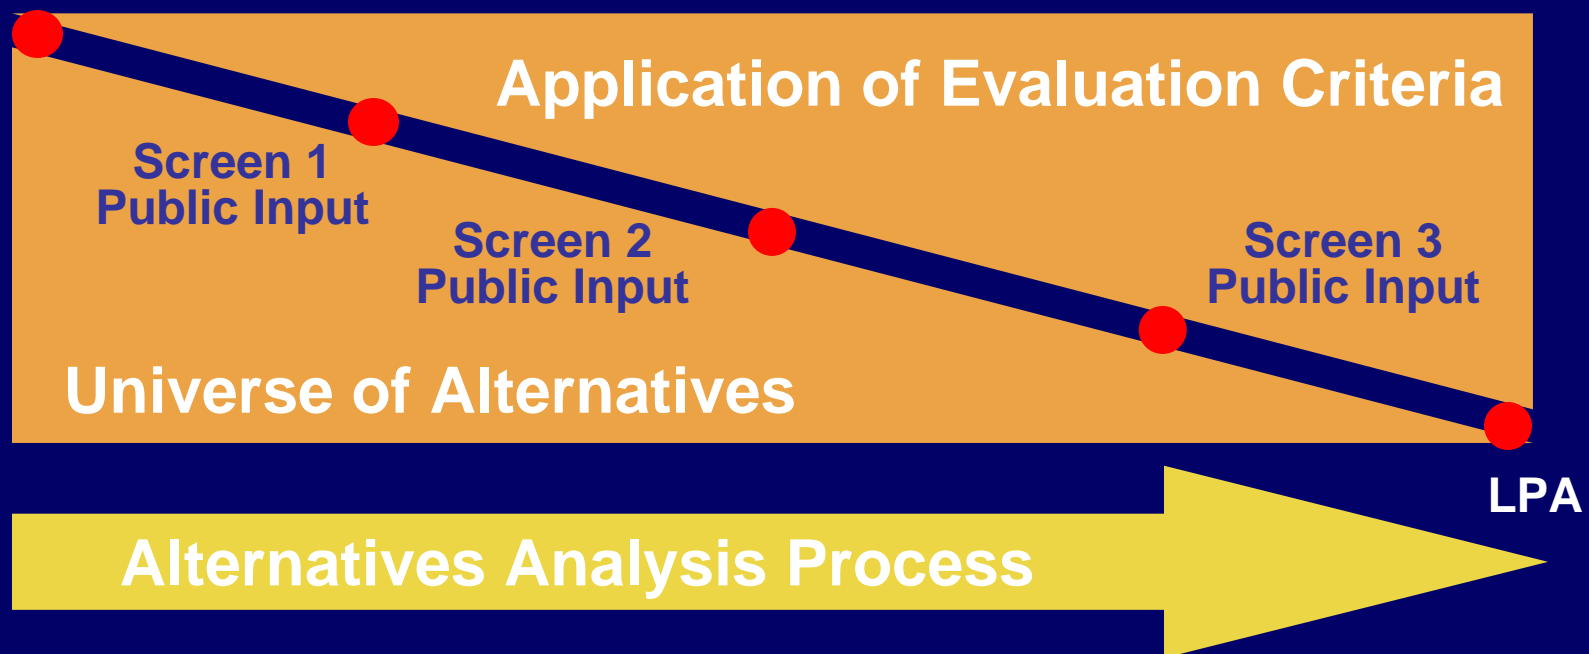 Application of Evaluation Criteria
Screen 1
Public Input
Screen 2
Public Input
Screen 3
Public Input
Universe of Alternatives
LPA
Alternatives Analysis Process